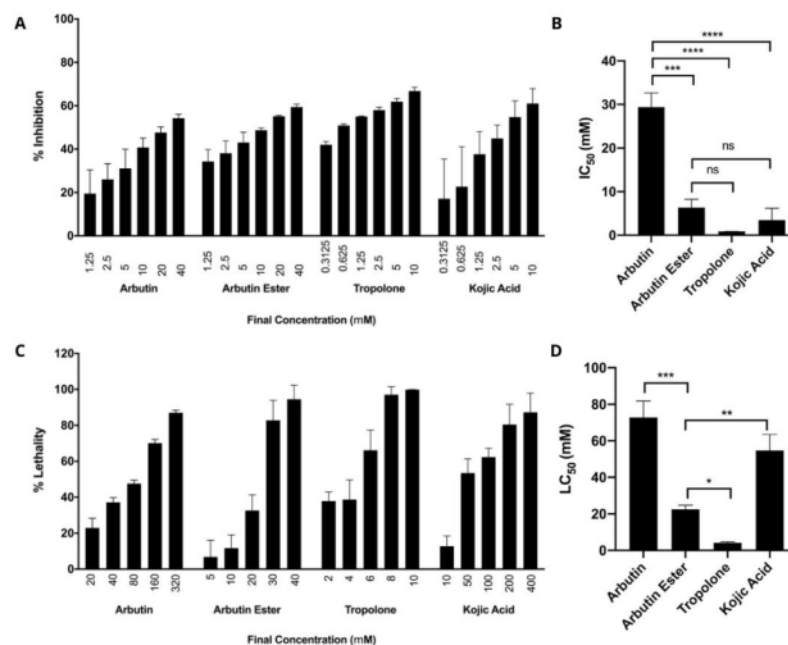 A
% Inhibition
100
80
60
40
20
0
1.25 2.5 5 10 20 40 1.25 2.5 5 10 20 40 0.3125 0.625 1.25 2.5 5 10 0.3125 0.625 1.25 2.5 5 10
Arbutin Arbutin Ester Tropolone Kojic Acid
Final Concentration (mM)
B
****
****
***
ns
ns
IC50 (mM)
40
30
20
10
0
Arbutin
Arbutin Ester
Tropolone
Kojic Acid
C
% Lethality
120
100
80
60
40
20
0
20 40 80 160 320 5 10 20 30 40 2 4 6 8 10 10 50 100 200 400
Arbutin Arbutin Ester Tropolone Kojic Acid
Final Concentration (mM)
D
***
**
*
LC50 (mM)
100
80
60
40
20
0
Arbutin
Arbutin Ester
Tropolone
Kojic Acid